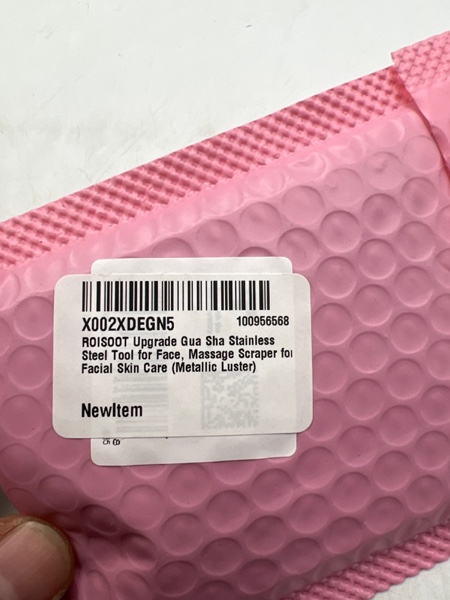 X002XDEGN5 100956568
ROISOOT Upgrade Gua Sha Stainless
Steel Tool for Face, Massage Scraper for
Facial Skin Care (Metallic Luster)
NewItem